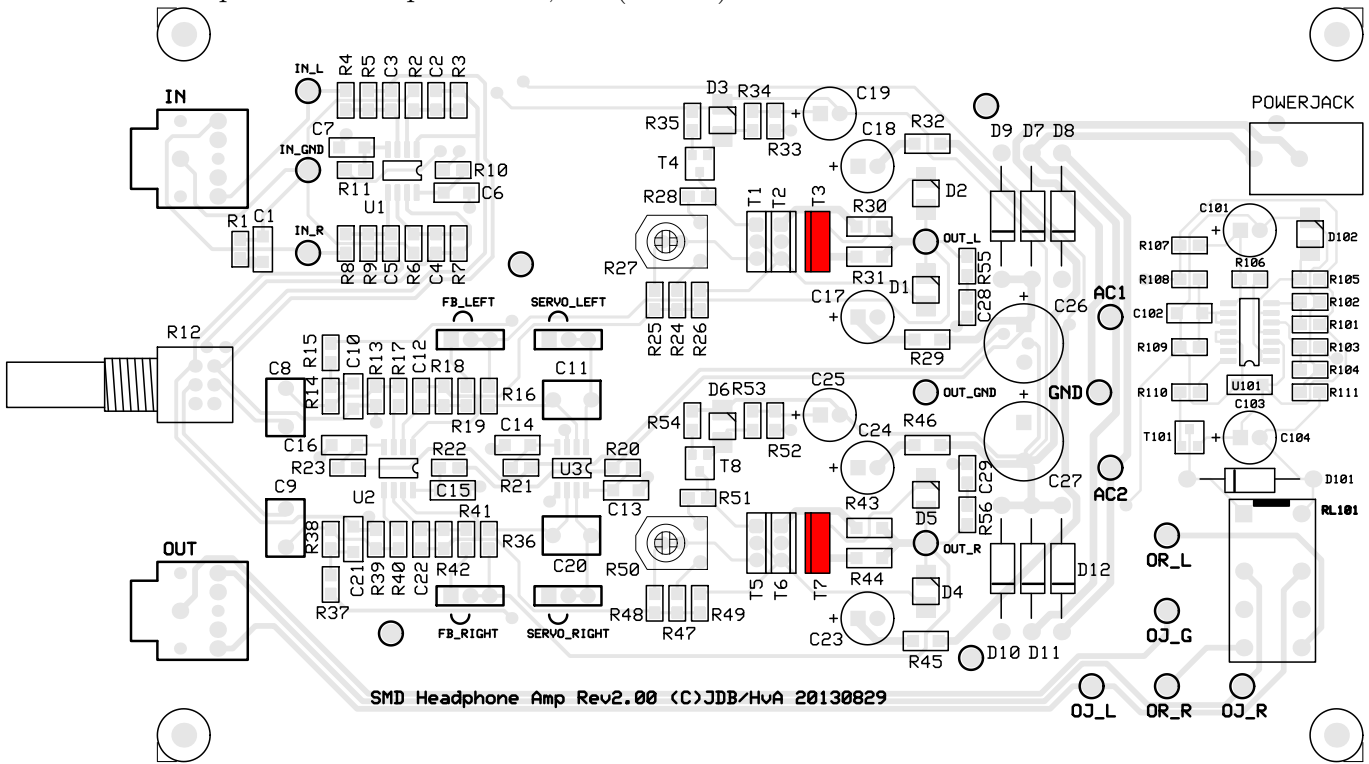 IN_L
R4
R5
C3
R2
C2
R3
IN
D3
R34
C19
R35
R33
C18
R32
D9
D7
D8
POWERJACK
C7
IN_GND
R11
R10
C6
U1
T4
R28
T1
T2
T3
D2
R30
R1
C1
IN_R
R8
R9
C5
R6
C4
R7
R27
R31
OUT_L
R55
C101
D102
R107
R106
R108
R105
FB_LEFT
SERVO_LEFT
R25
R24
R26
C17
D1
C28
R29
C26
AC1
C102
R102
R101
R109
R103
R104
R12
R15
C10
R13
R17
C12
R18
C8
R14
R16
R19
C11
D6
R53
C25
R54
R52
C24
R46
OUT_GND
GND
R110
U101
R111
C103
T101
C104
C16
R23
R22
C14
R21
U3
R20
C15
U2
C13
T8
R51
R43
C29
C27
AC2
D101
RL101
C9
R38
C21
R39
R40
C22
R41
R42
R36
C20
R50
D5
R56
OUT_R
OUT
T5
T6
T7
R44
D4
D12
OR_L
R37
FB_RIGHT
SERVO_RIGHT
R48
R47
R49
C23
R45
D10
D11
OJ_G
SMD Headphone Amp Rev2.00 (C)JDB/HvA 20130829
OJ_L
OR_R
OJ_R